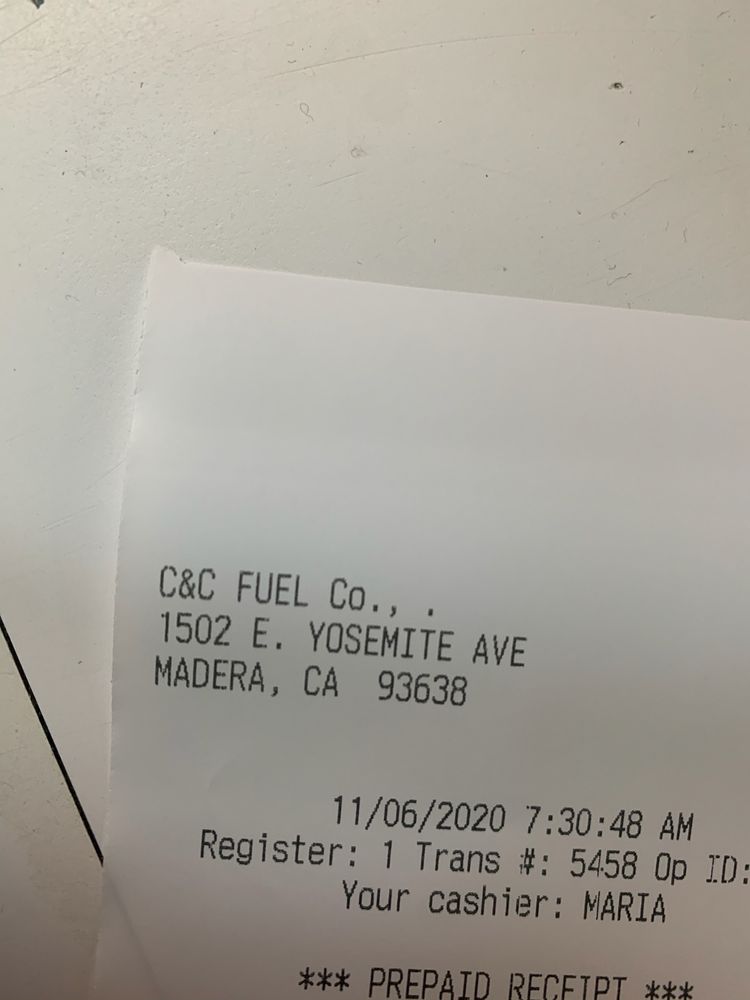 C&C FUEL Co., .
1502 E. YOSEMITE AVE
MADERA, CA 93638
11/06/2020 7:30:48 AM
Register: 1 Trans #: 5458 Op ID:
Your cashier: MARIA
*** PREPAID RECEIPT ***